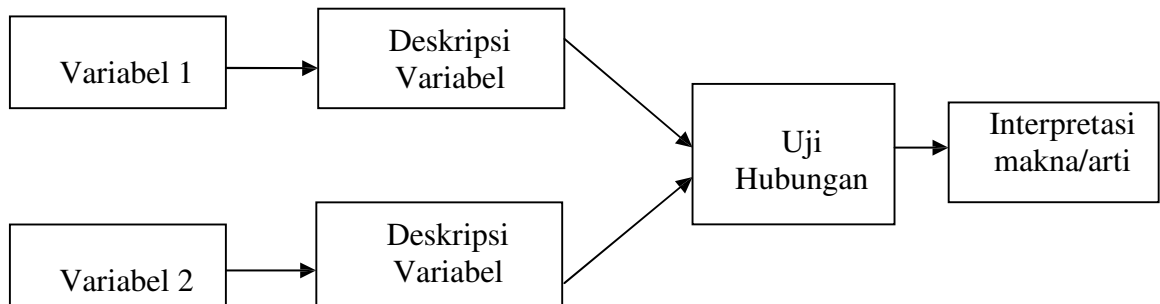 Variabel 1
Deskripsi
Variabel
Uji
Hubungan
Interpretasi
makna/arti
Variabel 2
Deskripsi
Variabel